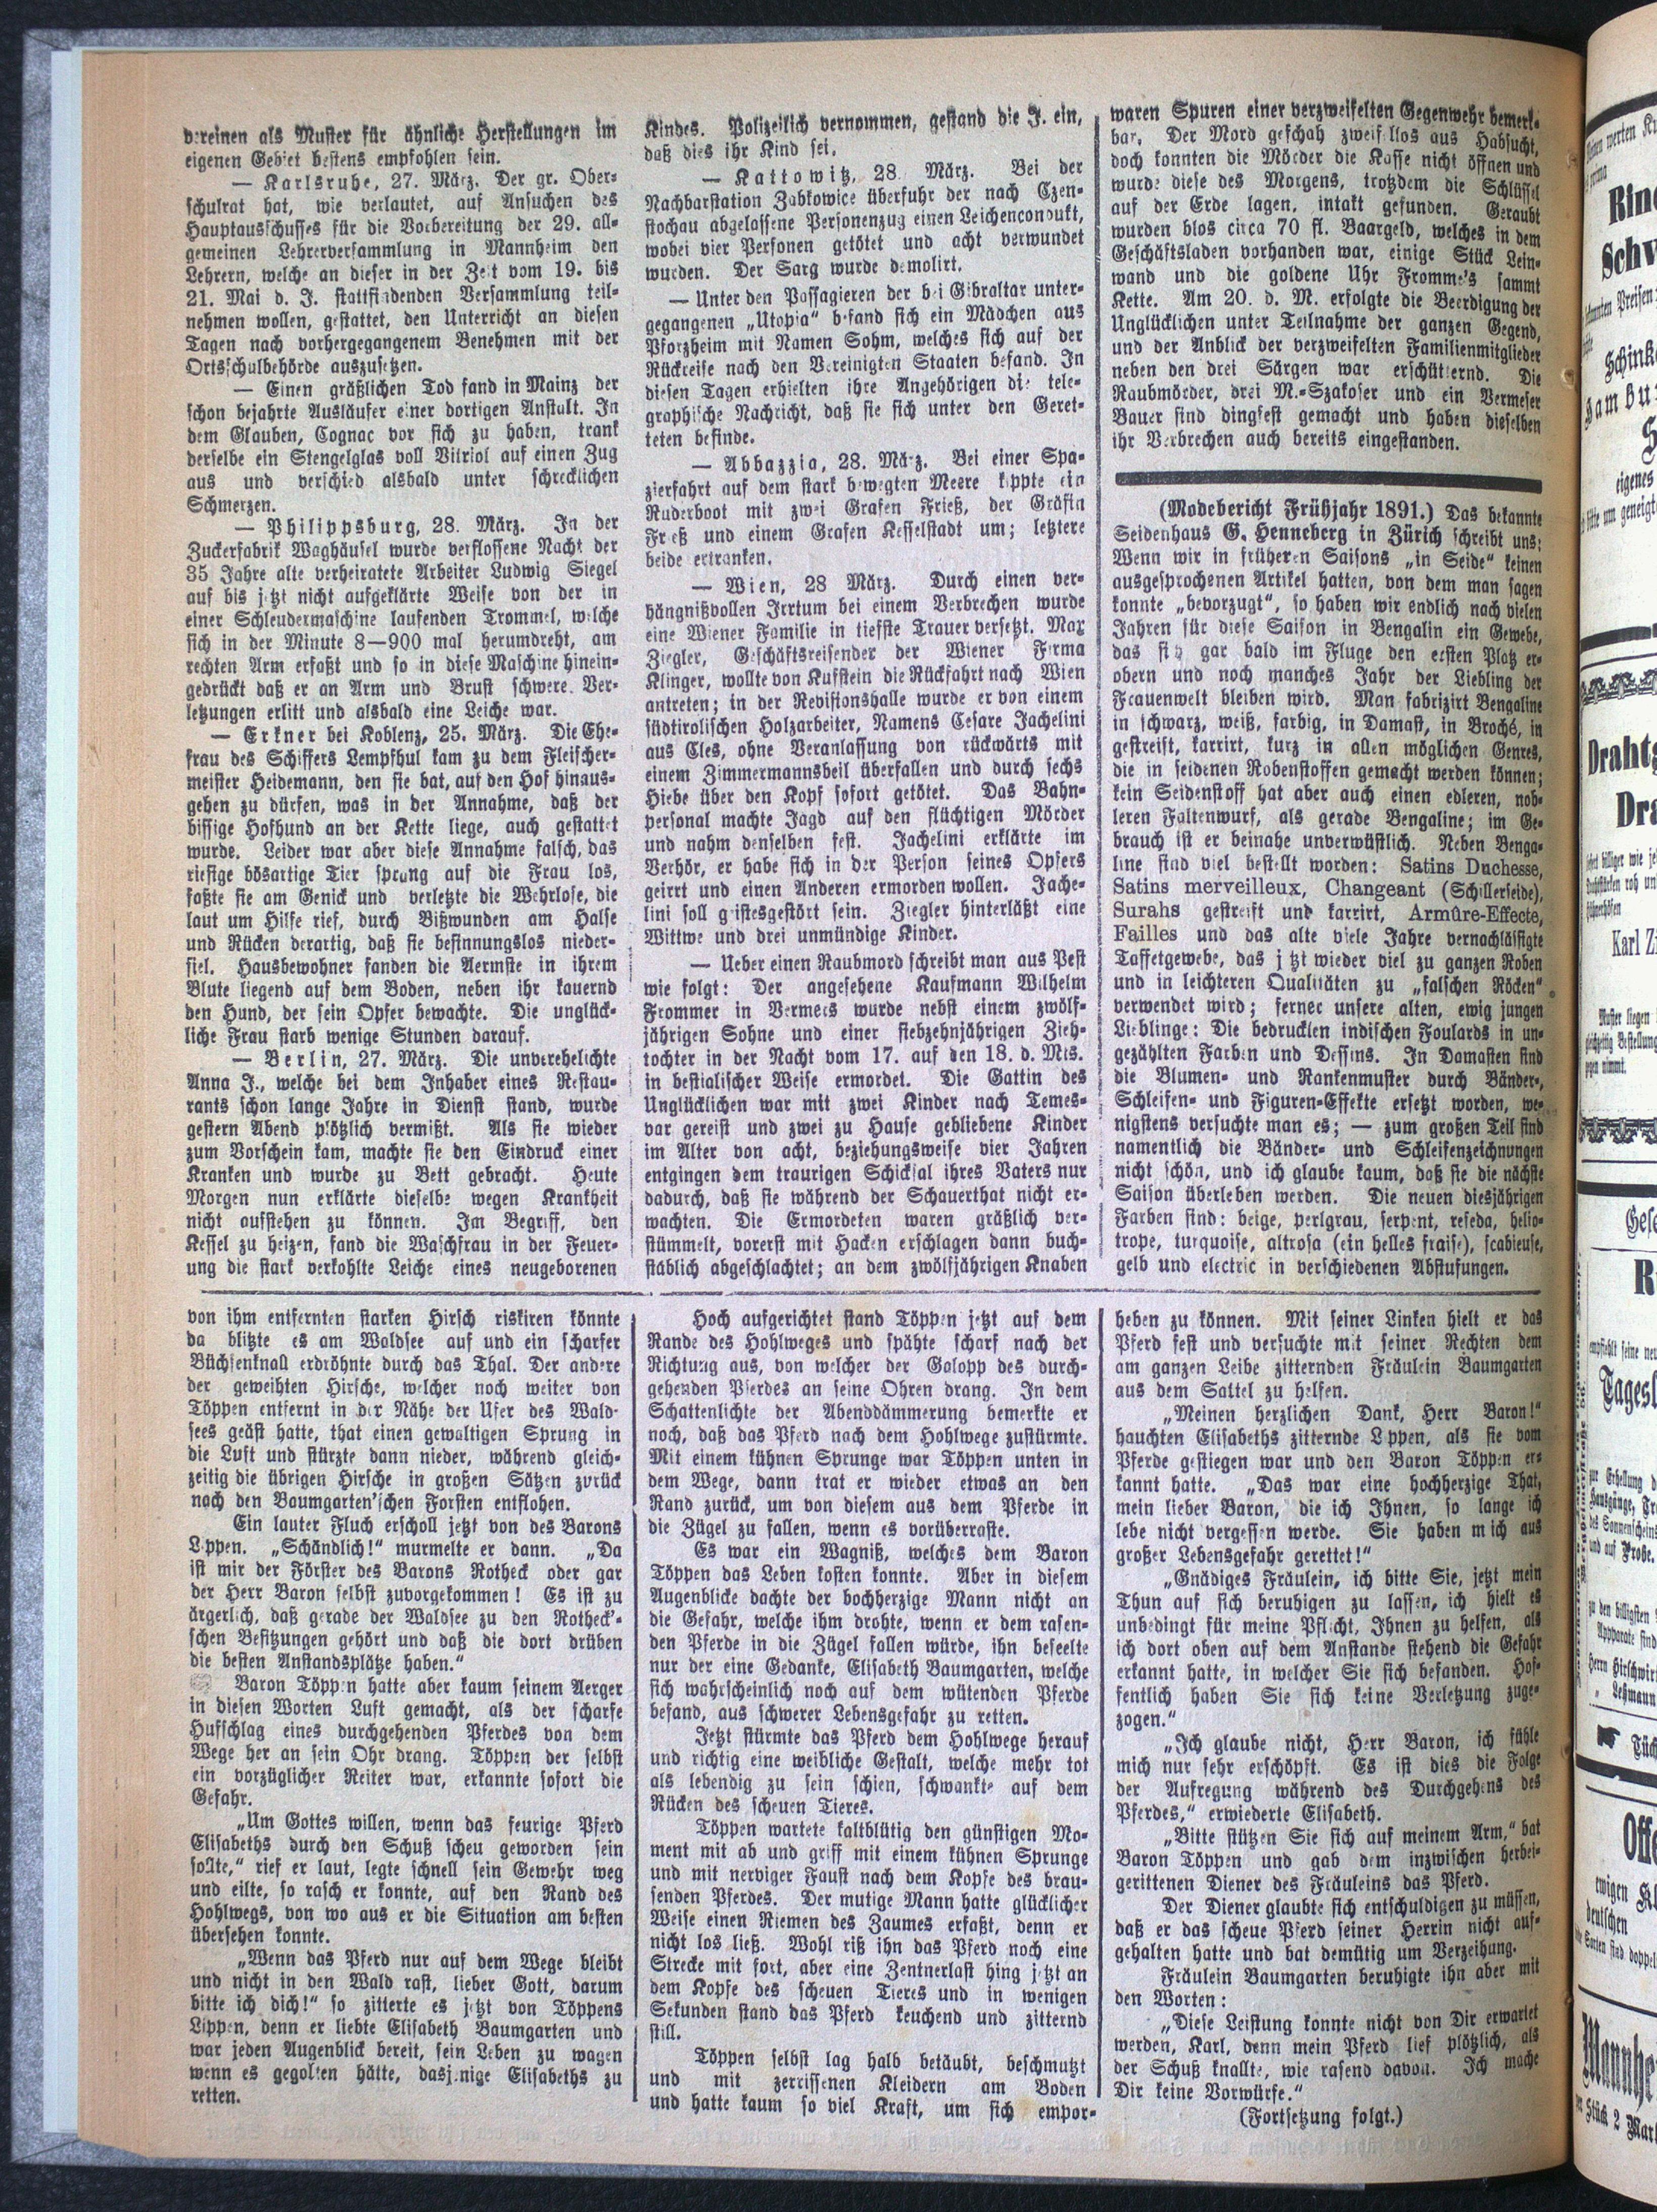 vereinen als Muster für ähnliche Herstellungen im
eigenen Gebiet bestens empfohlen sein.
— Karlsruhe, 27. März. Der gr. Ober-
schulrat hat, wie verlautet, auf Ansuchen des
Hauptausschusses für die Vorbereitung der 29. all-
gemeinen Lehrerversammlung in Mannheim den
Lehrern, welche an dieser in der Zeit vom 19. bis
21. Mai d. J. stattfindenden Versammlung teil-
nehmen wollen, gestattet, den Unterricht an diesen
Tagen nach vorhergegangenem Benehmen mit der
Ortsschulbehörde auszusetzen.
— Einen gräßlichen Tod fand in Mainz der
schon bejahrte Ausläufer einer dortigen Anstalt. In
dem Glauben, Cognac vor sich zu haben, trank
derselbe ein Stengelglas voll Vitriol auf einen Zug
aus und verschied alsbald unter schrecklichen
Schmerzen.
— Philippsburg, 28. März. In der
Zuckerfabrik Waghäusel wurde verflossene Nacht der
35 Jahre alte verheiratete Arbeiter Ludwig Siegel
auf bis jetzt nicht aufgeklärte Weise von der in
einer Schleudermaschine laufenden Trommel, welche
sich in der Minute 8—900 mal herumdreht, am
rechten Arm erfaßt und so in diese Maschine hinein-
gedrückt daß er an Arm und Brust schwere Ver-
letzungen erlitt und alsbald eine Leiche war.
— Erkner bei Koblenz, 25. März. Die Ehe-
frau des Schiffers Lempfhul kam zu dem Fleischer-
meister Heidemann, den sie bat, auf den Hof hinaus-
gehen zu dürfen, was in der Annahme, daß der
bissige Hofhund an der Kette liege, auch gestattet
wurde. Leider war aber diese Annahme falsch, das
riesige bösartige Tier sprang auf die Frau los,
faßte sie am Genick und verletzte die Wehrlose, die
laut um Hilfe rief, durch Bißwunden am Halse
und Rücken derartig, daß sie besinnungslos nieder-
fiel. Hausbewohner fanden die Aermste in ihrem
Blute liegend auf dem Boden, neben ihr kauernd
den Hund, der sein Opfer bewachte. Die unglück-
liche Frau starb wenige Stunden darauf.
— Berlin, 27. März. Die unverehelichte
Anna J., welche bei dem Inhaber eines Restau-
rants schon lange Jahre in Dienst stand, wurde
gestern Abend plötzlich vermißt. Als sie wieder
zum Vorschein kam, machte sie den Eindruck einer
Kranken und wurde zu Bett gebracht. Heute
Morgen nun erklärte dieselbe wegen Krankheit
nicht aufstehen zu können. Im Begriff, den
Kessel zu heizen, fand die Waschfrau in der Feuer-
ung die stark verkohlte Leiche eines neugeborenen
Kindes. Polizeilich vernommen, gestand die J. ein,
daß dies ihr Kind sei.
— Kattowitz, 28. März. Bei der
Nachbarstation Zabkowice überfuhr der nach Czen-
stochau abgelassene Personenzug einen Leichenconduct,
wobei vier Personen getötet und acht verwundet
wurden. Der Sarg wurde demolirt.
— Unter den Passagieren der bei Gibraltar unter-
gegangenen „Utopia“ befand sich ein Mädchen aus
Pforzheim mit Namen Sohm, welches sich auf der
Rückreise nach den Vereinigten Staaten befand. In
diesen Tagen erhielten ihre Angehörigen die tele-
graphische Nachricht, daß sie sich unter den Geret-
teten befinde.
— Abbazzia, 28. März. Bei einer Spa-
zierfahrt auf dem stark bewegten Meere kippte ein
Ruderboot mit zwei Grafen Frieß, der Gräfin
Frieß und einem Grafen Kesselstadt um; letztere
beide ertranken.
— Wien, 28 März. Durch einen ver-
hängnißvollen Irrtum bei einem Verbrechen wurde
eine Wiener Familie in tiefste Trauer versetzt. Max
Ziegler, Geschäftsreisender der Wiener Firma
Klinger, wollte von Kufstein die Rückfahrt nach Wien
antreten; in der Revisionshalle wurde er von einem
südtirolischen Holzarbeiter, Namens Cesare Jachelini
aus Cles, ohne Veranlassung von rückwärts mit
einem Zimmermannsbeil überfallen und durch sechs
Hiebe über den Kopf sofort getötet. Das Bahn-
personal machte Jagd auf den flüchtigen Mörder
und nahm denselben fest. Jachelini erklärte im
Verhör, er habe sich in der Person seines Opfers
geirrt und einen Anderen ermorden wollen. Jache-
lini soll geistesgestört sein. Ziegler hinterläßt eine
Wittwe und drei unmündige Kinder.
— Ueber einen Raubmord schreibt man aus Pest
wie folgt: Der angesehene Kaufmann Wilhelm
Frommer in Vermecs wurde nebst einem zwölf-
jährigen Sohne und einer siebzehnjährigen Zieh-
tochter in der Nacht vom 17. auf den 18. d. Mts.
in bestialischer Weise ermordet. Die Gattin des
Unglücklichen war mit zwei Kinder nach Temes-
var gereist und zwei zu Hause gebliebene Kinder
im Alter von acht, beziehungsweise vier Jahren
entgingen dem traurigen Schicksal ihres Vaters nur
dadurch, daß sie während der Schauerthat nicht er-
wachten. Die Ermordeten waren gräßlich ver-
stümmelt, vorerst mit Hacken erschlagen dann buch-
stäblich abgeschlachtet; an dem zwölfjährigen Knaben
waren Spuren einer verzweifelten Gegenwehr bemerk-
bar. Der Mord geschah zweifellos aus Habsucht,
doch konnten die Mörder die Kasse nicht öffnen und
wurde diese des Morgens, trotzdem die Schlüssel
auf der Erde lagen, intakt gefunden. Geraubt
wurden blos circa 70 fl. Baargeld, welches in dem
Geschäftsladen vorhanden war, einige Stück Lein-
wand und die goldene Uhr Fromme's sammt
Kette. Am 20. d. M. erfolgte die Beerdigung der
Unglücklichen unter Teilnahme der ganzen Gegend,
und der Anblick der verzweifelten Familienmitglieder
neben den drei Särgen war erschütternd. Die
Raubmörder, drei M.-Szakoser und ein Vermeser
Bauer sind dingfest gemacht und haben dieselben
ihr Verbrechen auch bereits eingestanden.
(Modebericht Frühjahr 1891.) Das bekannte
Seidenhaus G. Henneberg in Zürich schreibt uns:
Wenn wir in früheren Saisons „in Seide“ keinen
ausgesprochenen Artikel hatten, von dem man sagen
konnte „bevorzugt“, so haben wir endlich nach vielen
Jahren für diese Saison in Bengalin ein Gewebe,
das sich gar bald im Fluge den ersten Platz er-
obern und noch manches Jahr der Liebling der
Frauenwelt bleiben wird. Man fabrizirt Bengaline
in schwarz, weiß, farbig, in Damast, in Broché, in
gestreift, karrirt, kurz in allen möglichen Genres,
die in seidenen Robenstoffen gemacht werden können;
kein Seidenstoff hat aber auch einen edleren, nob-
leren Faltenwurf, als gerade Bengaline; im Ge-
brauch ist er beinahe unverwüstlich. Neben Benga-
line sind viel bestellt worden: Satins Duchesse,
Satins merveilleux, Changeant (Schillerseide),
Surahs gestreift und karrirt, Armûre-Effecte,
Failles und das alte viele Jahre vernachlässigte
Taffetgewebe, das jetzt wieder viel zu ganzen Roben
und in leichteren Qualitäten zu „falschen Röcken“
verwendet wird; ferner unsere alten, ewig jungen
Lieblinge: Die bedruckten indischen Foulards in un-
gezählten Farben und Dessins. In Damasten sind
die Blumen- und Rankenmuster durch Bänder-,
Schleifen- und Figuren-Effekte ersetzt worden, we-
nigstens versuchte man es; — zum großen Teil sind
namentlich die Bänder- und Schleifenzeichnungen
nicht schön, und ich glaube kaum, daß sie die nächste
Saison überleben werden. Die neuen diesjährigen
Farben sind: beige, perlgrau, serpent, reseda, helio-
trope, turquoise, altrosa (ein helles fraise), scabieuse,
gelb und electric in verschiedenen Abstufungen.
von ihm entfernten starken Hirsch riskiren könnte
da blitzte es am Waldsee auf und ein scharfer
Büchsenknall erdröhnte durch das Thal. Der andere
der geweihten Hirsche, welcher noch weiter von
Töppen entfernt in der Nähe der Ufer des Wald-
sees geäst hatte, that einen gewaltigen Sprung in
die Luft und stürzte dann nieder, während gleich-
zeitig die übrigen Hirsche in großen Sätzen zurück
nach den Baumgarten'schen Forsten entflohen.
Ein lauter Fluch erscholl jetzt von des Barons
Lippen. „Schändlich!“ murmelte er dann. „Da
ist mir der Förster des Barons Rotheck oder gar
der Herr Baron selbst zuvorgekommen! Es ist zu
ärgerlich, daß gerade der Waldsee zu den Rotheck'-
schen Besitzungen gehört und daß die dort drüben
die besten Anstandsplätze haben.“
Baron Töppen hatte aber kaum seinem Aerger
in diesen Worten Luft gemacht, als der scharfe
Hufschlag eines durchgehenden Pferdes von dem
Wege her an sein Ohr drang. Töppen der selbst
ein vorzüglicher Reiter war, erkannte sofort die
Gefahr.
„Um Gottes willen, wenn das feurige Pferd
Elisabeths durch den Schuß scheu geworden sein
sollte,“ rief er laut, legte schnell sein Gewehr weg
und eilte, so rasch er konnte, auf den Rand des
Hohlwegs, von wo aus er die Situation am besten
übersehen konnte.
„Wenn das Pferd nur auf dem Wege bleibt
und nicht in den Wald rast, lieber Gott, darum
bitte ich dich!“ so zitterte es jetzt von Töppens
Lippen, denn er liebte Elisabeth Baumgarten und
war jeden Augenblick bereit, sein Leben zu wagen
wenn es gegolten hätte, dasjenige Elisabeths zu
retten.
Hoch aufgerichtet stand Töppen jetzt auf dem
Rande des Hohlweges und spähte scharf nach der
Richtung aus, von welcher der Galopp des durch-
gehenden Pferdes an seine Ohren drang. In dem
Schattenlichte der Abenddämmerung bemerkte er
noch, daß das Pferd nach dem Hohlwege zustürmte.
Mit einem kühnen Sprunge war Töppen unten in
dem Wege, dann trat er wieder etwas an den
Rand zurück, um von diesem aus dem Pferde in
die Zügel zu fallen, wenn es vorüberraste.
Es war ein Wagniß, welches dem Baron
Töppen das Leben kosten konnte. Aber in diesem
Augenblicke dachte der hochherzige Mann nicht an
die Gefahr, welche ihm drohte, wenn er dem rasen-
den Pferde in die Zügel fallen würde, ihn beseelte
nur der eine Gedanke, Elisabeth Baumgarten, welche
sich wahrscheinlich noch auf dem wütenden Pferde
befand, aus schwerer Lebensgefahr zu retten.
Jetzt stürmte das Pferd dem Hohlwege herauf
und richtig eine weibliche Gestalt, welche mehr tot
als lebendig zu sein schien, schwankte auf dem
Rücken des scheuen Tieres.
Töppen wartete kaltblütig den günstigen Mo-
ment mit ab und griff mit einem kühnen Sprunge
und mit nerviger Faust nach dem Kopfe des brau-
senden Pferdes. Der mutige Mann hatte glücklicher
Weise einen Riemen des Zaumes erfaßt, denn er
nicht los ließ. Wohl riß ihn das Pferd noch eine
Strecke mit fort, aber eine Zentnerlast hing jetzt an
dem Kopfe des scheuen Tieres und in wenigen
Sekunden stand das Pferd keuchend und zitternd
still.
Töppen selbst lag halb betäubt, beschmutzt
und mit zerrissenen Kleidern am Boden
und hatte kaum so viel Kraft, um sich empor-
heben zu können. Mit seiner Linken hielt er das
Pferd fest und versuchte mit seiner Rechten dem
am ganzen Leibe zitternden Fräulein Baumgarten
aus dem Sattel zu helfen.
„Meinen herzlichen Dank, Herr Baron!“
hauchten Elisabeths zitternde Lippen, als sie vom
Pferde gestiegen war und den Baron Töppen er-
kannt hatte. „Das war eine hochherzige That,
mein lieber Baron, die ich Ihnen, so lange ich
lebe nicht vergessen werde. Sie haben mich aus
großer Lebensgefahr gerettet!“
„Gnädiges Fräulein, ich bitte Sie, jetzt mein
Thun auf sich beruhigen zu lassen, ich hielt es
unbedingt für meine Pflicht, Ihnen zu helfen, als
ich dort oben auf dem Anstande stehend die Gefahr
erkannt hatte, in welcher Sie sich befanden. Hof-
fentlich haben Sie sich keine Verletzung zuge-
zogen.“
„Ich glaube nicht, Herr Baron, ich fühle
mich nur sehr erschöpft. Es ist dies die Folge
der Aufregung während des Durchgehens des
Pferdes,“ erwiederte Elisabeth.
„Bitte stützen Sie sich auf meinem Arm,“ bat
Baron Töppen und gab dem inzwischen herbei-
gerittenen Diener des Fräuleins das Pferd.
Der Diener glaubte sich entschuldigen zu müssen,
daß er das scheue Pferd seiner Herrin nicht auf-
gehalten hatte und bat demütig um Verzeihung.
Fräulein Baumgarten beruhigte ihn aber mit
den Worten:
„Diese Leistung konnte nicht von Dir erwartet
werden, Karl, denn mein Pferd lief plötzlich, als
der Schuß knallte, wie rasend davon. Ich mache
Dir keine Vorwürfe.“
(Fortsetzung folgt.)